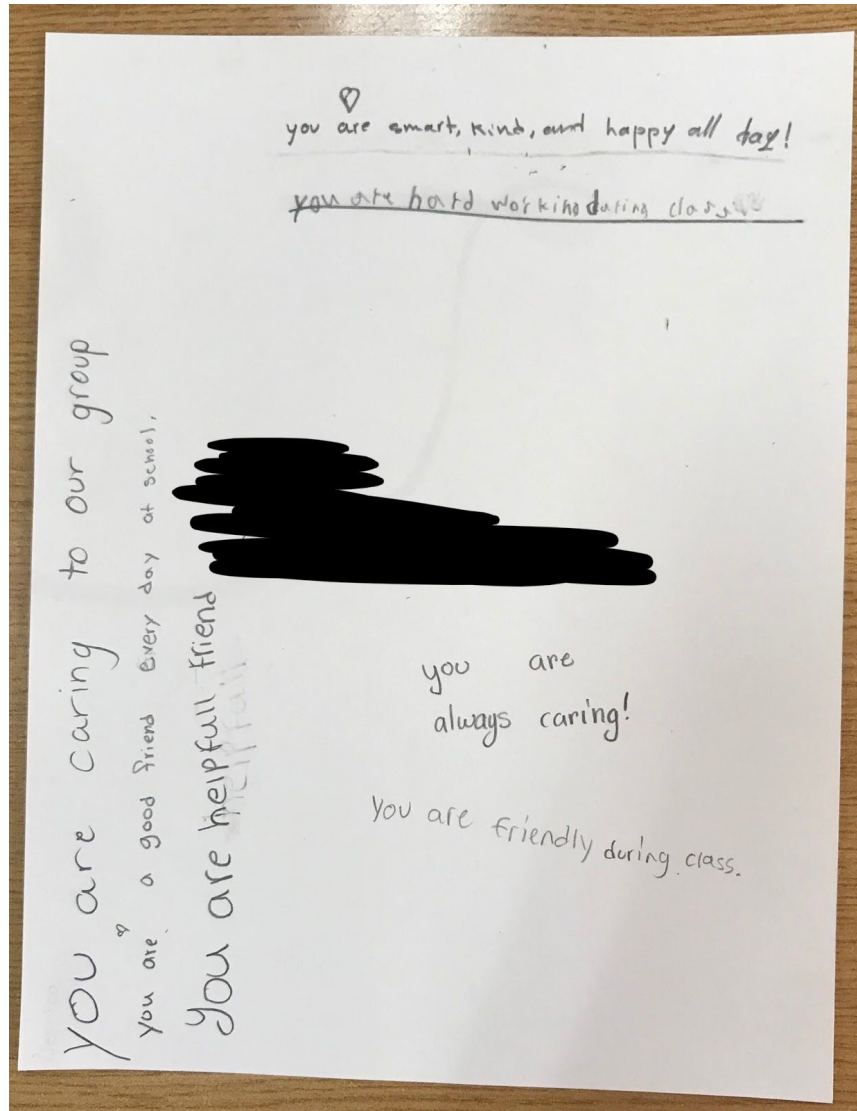 you are smart, kind, and happy all day!
you are hard working during class
you are
always caring!
You are friendly during class.
you are caring to our group
you are a good friend every day at school.
You are helpfull friend
helpfull